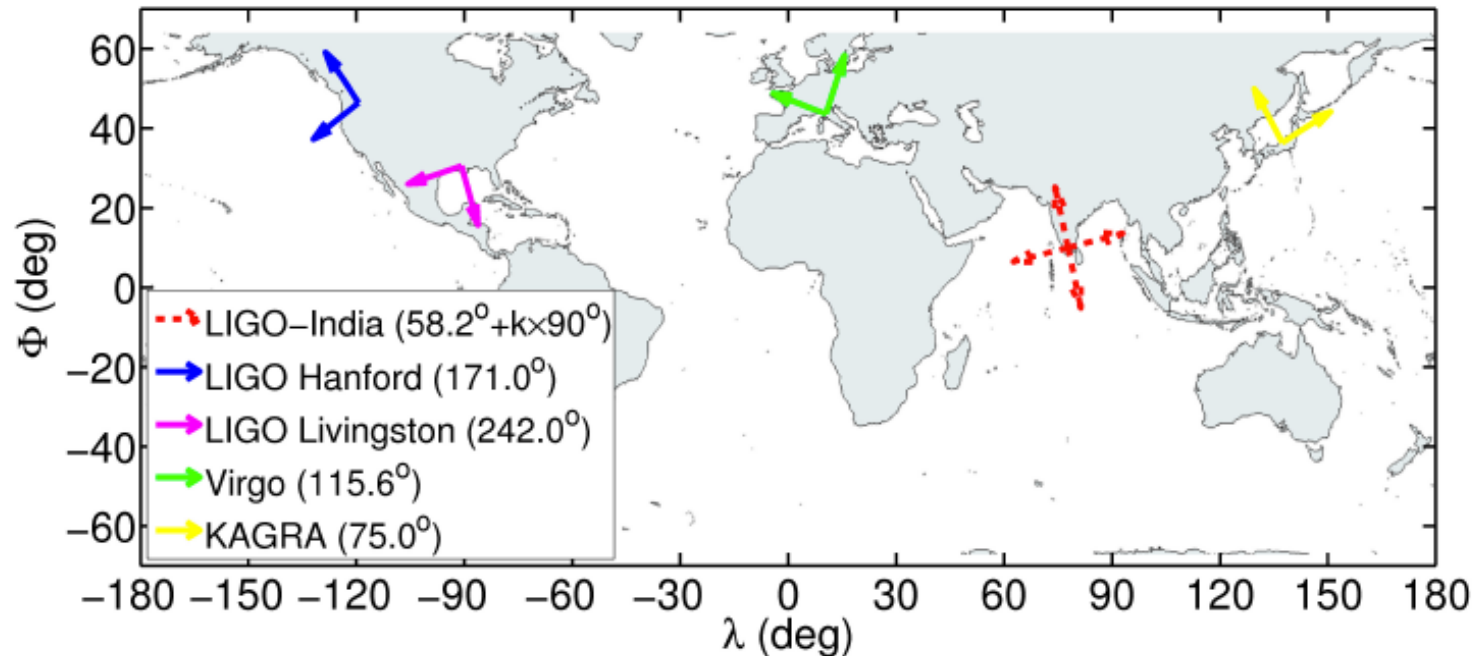 60
40
20
0
−20
−40
−60
Φ (deg)
LIGO−India (58.2°+k×90°)
LIGO Hanford (171.0°)
LIGO Livingston (242.0°)
Virgo (115.6°)
KAGRA (75.0°)
−180 −150 −120 −90 −60 −30 0 30 60 90 120 150 180
λ (deg)